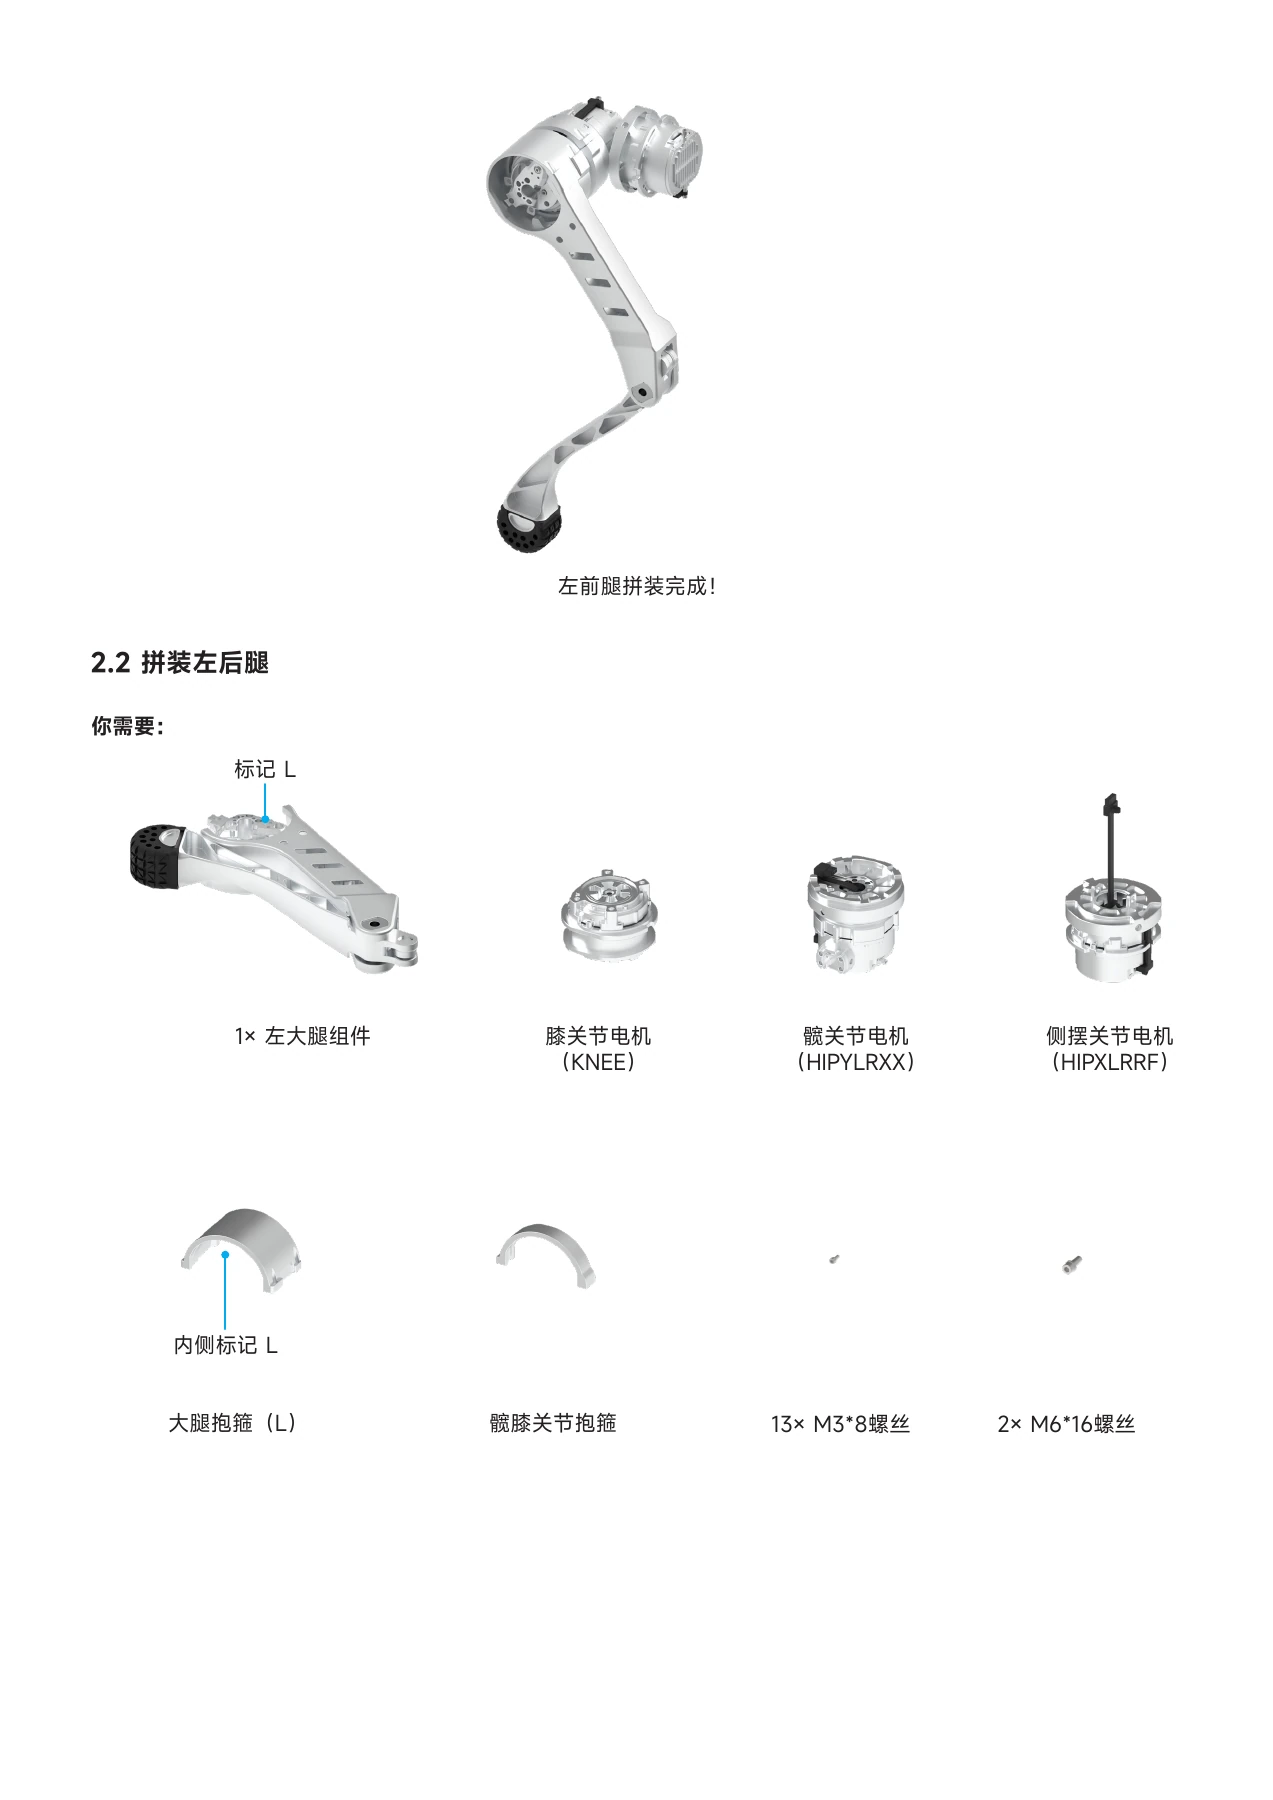 左前腿拼装完成！
2.2 拼装左后腿
你需要：
标记 L
1× 左大腿组件
膝关节电机
（KNEE）
髋关节电机
（HIPYLRXX）
侧摆关节电机
（HIPXLRRF）
内侧标记 L
大腿抱箍（L）
髋膝关节抱箍
13× M3*8螺丝
2× M6*16螺丝